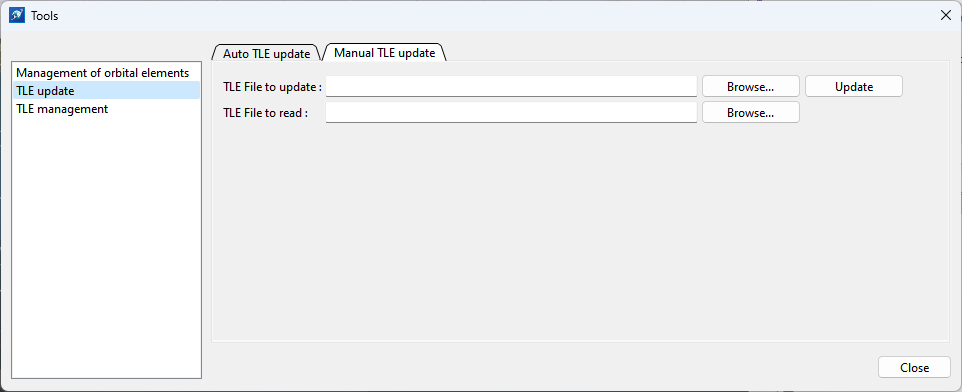 Tools
Auto TLE update
Manual TLE update
Management of orbital elements
TLE update
TLE management
TLE File to update :
Browse...
Update
TLE File to read :
Browse...
Close